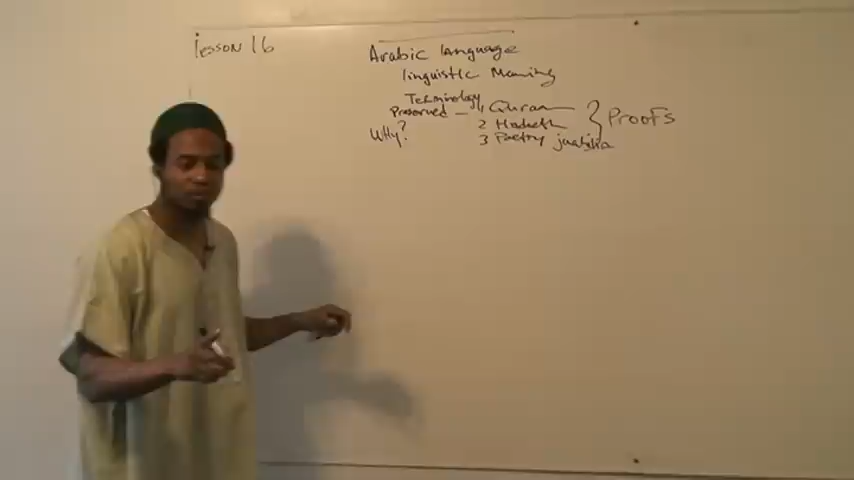 Lesson 16
Arabic language
linguistic Meaning
Terminology
Preserved — 1 Quran
Why? 2 Hadeeth } Proofs
3 Poetry jaahilia